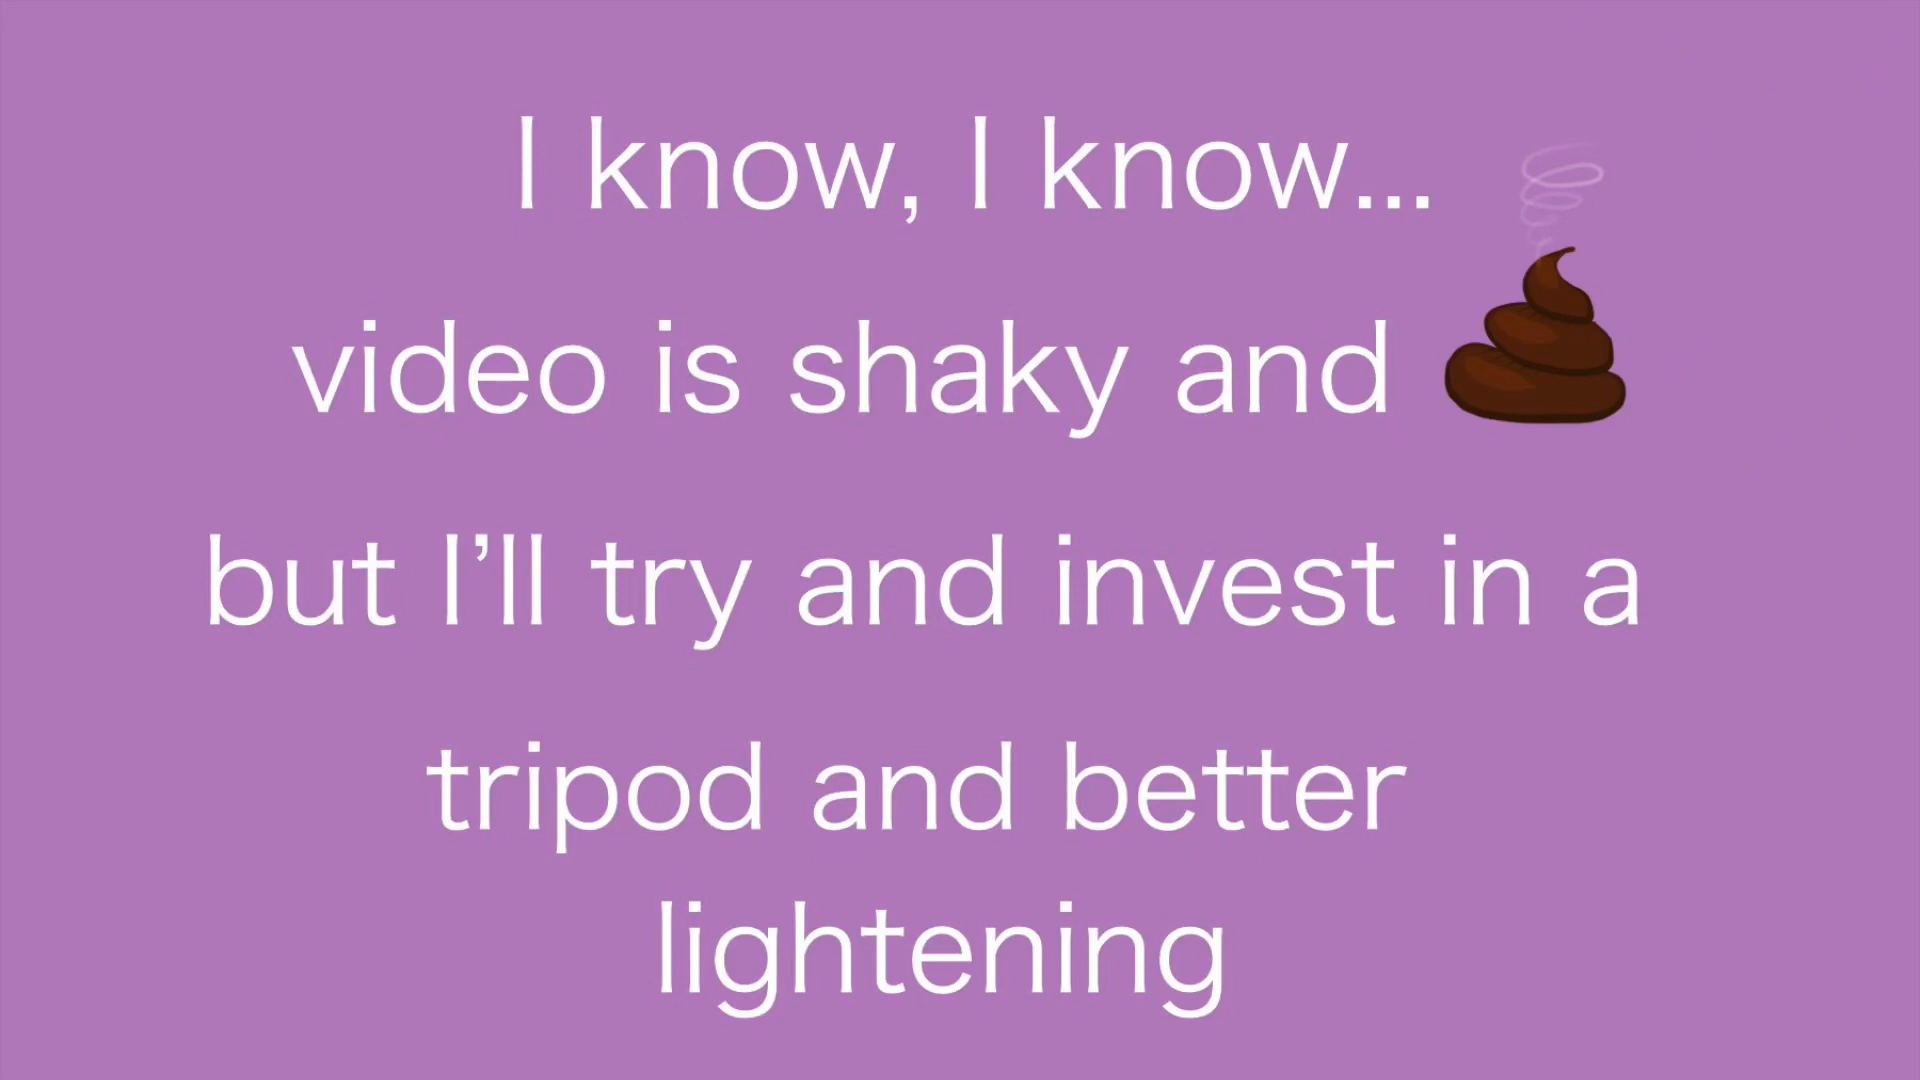 I know, I know...
video is shaky and
but I’ll try and invest in a
tripod and better
lightening